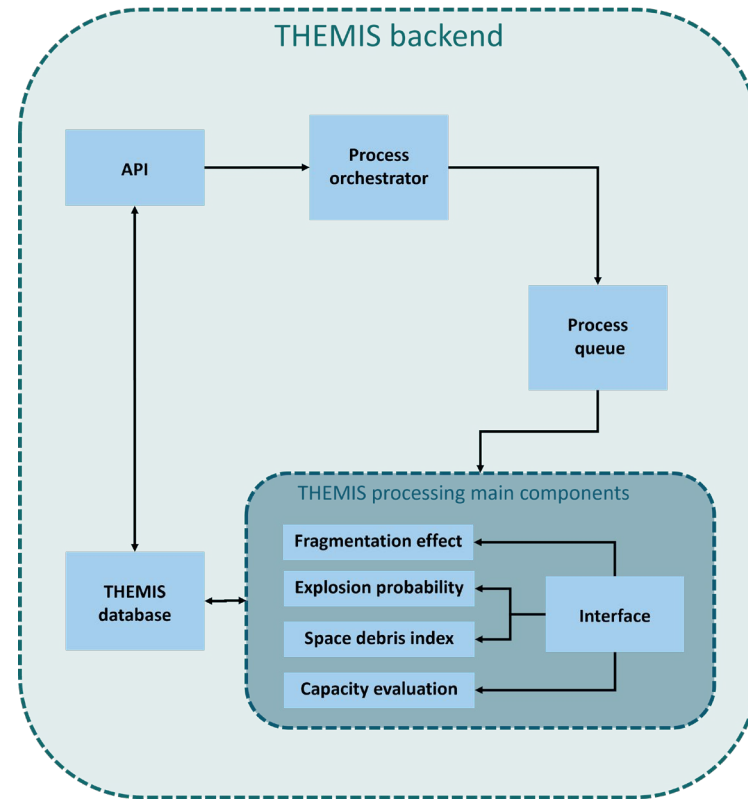 THEMIS backend
API
Process
orchestrator
Process
queue
THEMIS processing main components
Fragmentation effect
Explosion probability
Space debris index
Capacity evaluation
Interface
THEMIS
database